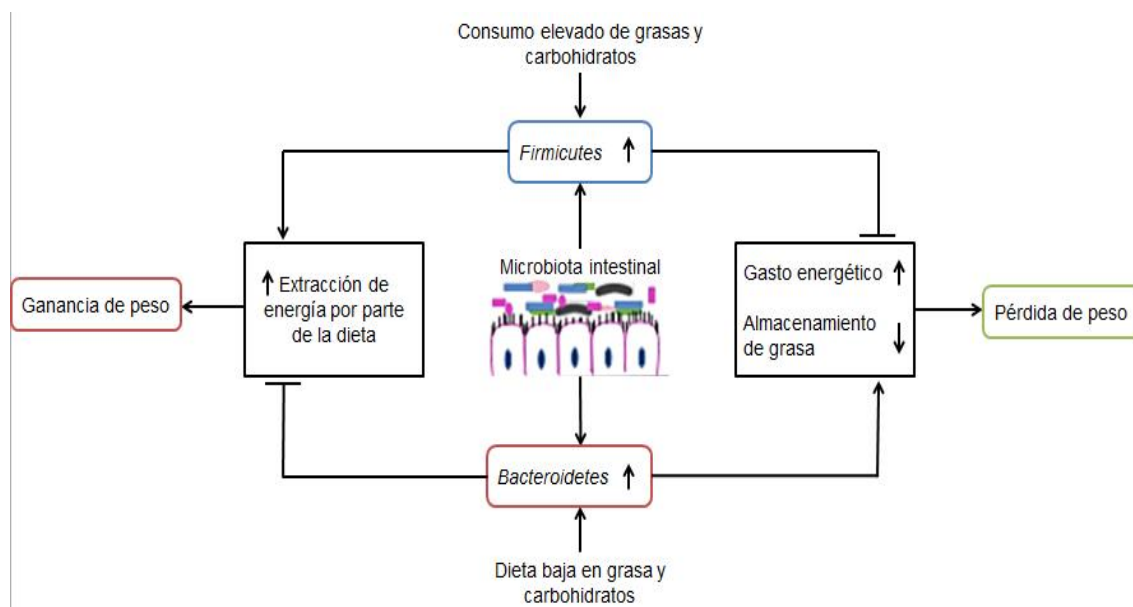 Consumo elevado de grasas y
carbohidratos
Firmicutes ↑
↑ Extracción de
energía por parte
de la dieta
Ganancia de peso
Microbiota intestinal
Gasto energético ↑
Almacenamiento
de grasa ↓
Pérdida de peso
Bacteroidetes ↑
Dieta baja en grasa y
carbohidratos